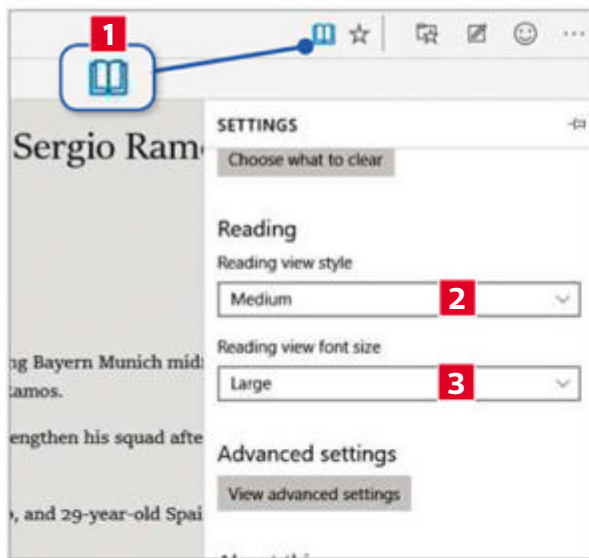 1
SETTINGS
Sergio Ram
Choose what to clear
Reading
Reading view style
Medium 2
Reading view font size
ng Bayern Munich mid
Large 3
amos.
engthen his squad afte
Advanced settings
View advanced settings
, and 29-year-old Spai